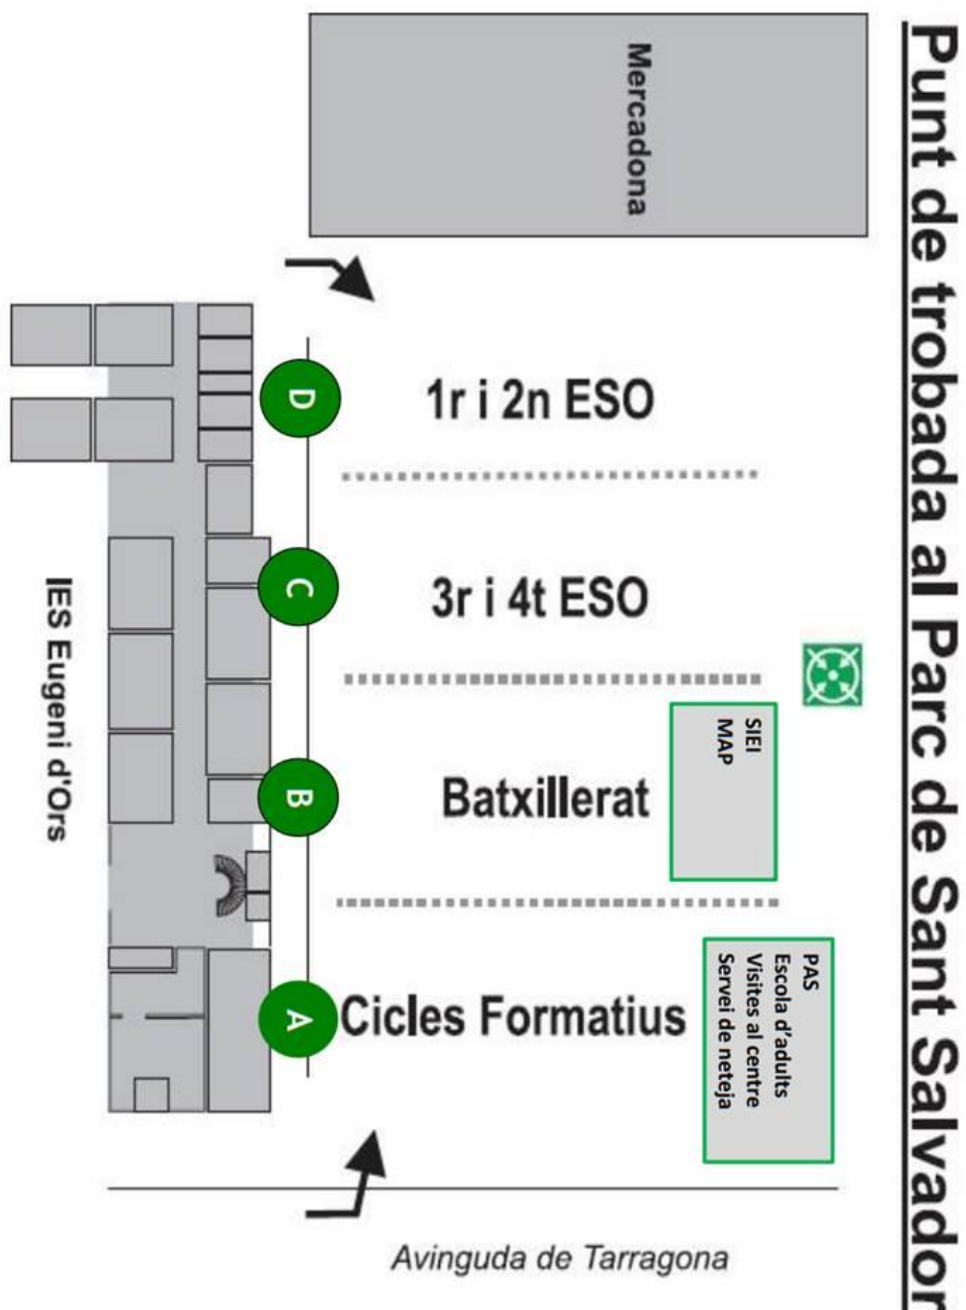 Punt de trobada al Parc de Sant Salvador
Mercadona
D
1r i 2n ESO
C
3r i 4t ESO
IES Eugeni d'Ors
SIEI
MAP
B
Batxillerat
PAS
Escola d'adults
Visites al centre
Servei de neteja
A
Cicles Formatius
Avinguda de Tarragona